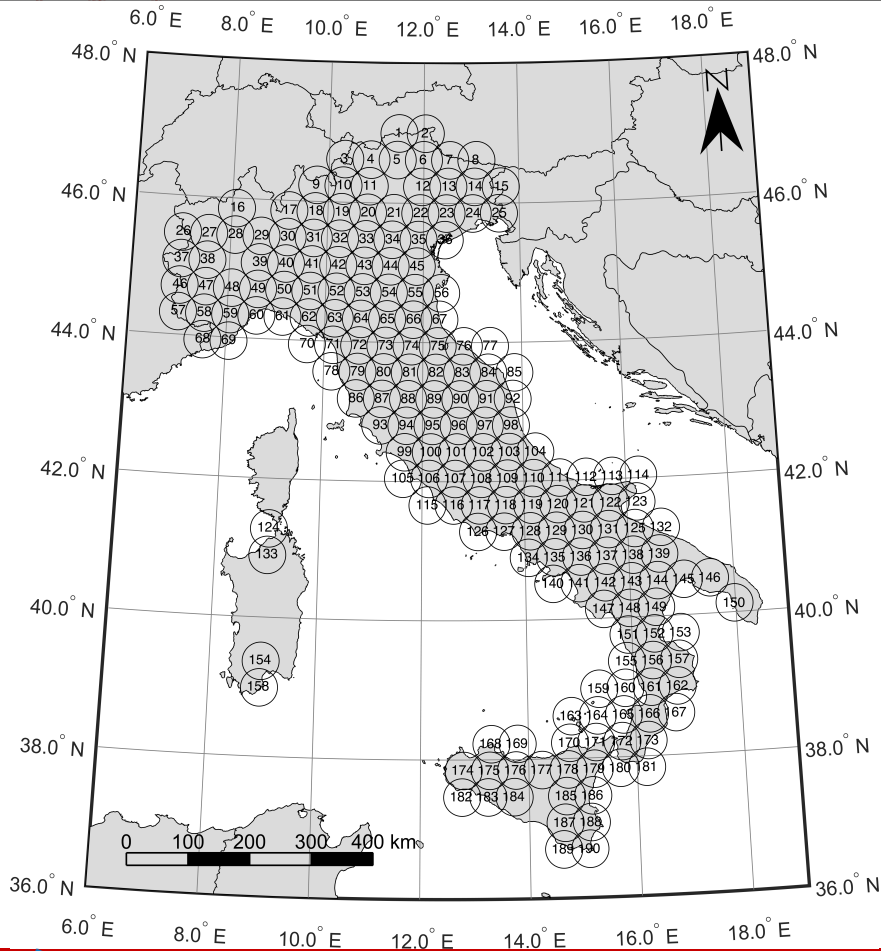 6.0° E 8.0° E 10.0° E 12.0° E 14.0° E 16.0° E 18.0° E
48.0° N 48.0° N
N
1 2
3 4 5 6 7 8
9 10 11 12 13 14 15
46.0° N 46.0° N
16 17 18 19 20 21 22 23 24 25
26 27 28 29 30 31 32 33 34 35 36
37 38 39 40 41 42 43 44 45
46 47 48 49 50 51 52 53 54 55 56
57 58 59 60 61 62 63 64 65 66 67
44.0° N 44.0° N
68 69 70 71 72 73 74 75 76 77
78 79 80 81 82 83 84 85
86 87 88 89 90 91 92
93 94 95 96 97 98
99 100 101 102 103 104
42.0° N 42.0° N
105 106 107 108 109 110 111 112 113 114
115 116 117 118 119 120 121 122 123
124 126 127 128 129 130 131 125 132
133 134 135 136 137 138 139
140 141 142 143 144 145 146
40.0° N 147 148 149 150 40.0° N
151 152 153
154 155 156 157
158 159 160 161 162
163 164 165 166 167
38.0° N 168 169 170 171 172 173 38.0° N
174 175 176 177 178 179 180 181
182 183 184 185 186
187 188
189 190
0 100 200 300 400 km
36.0° N 36.0° N
6.0° E 8.0° E 10.0° E 12.0° E 14.0° E 16.0° E 18.0° E